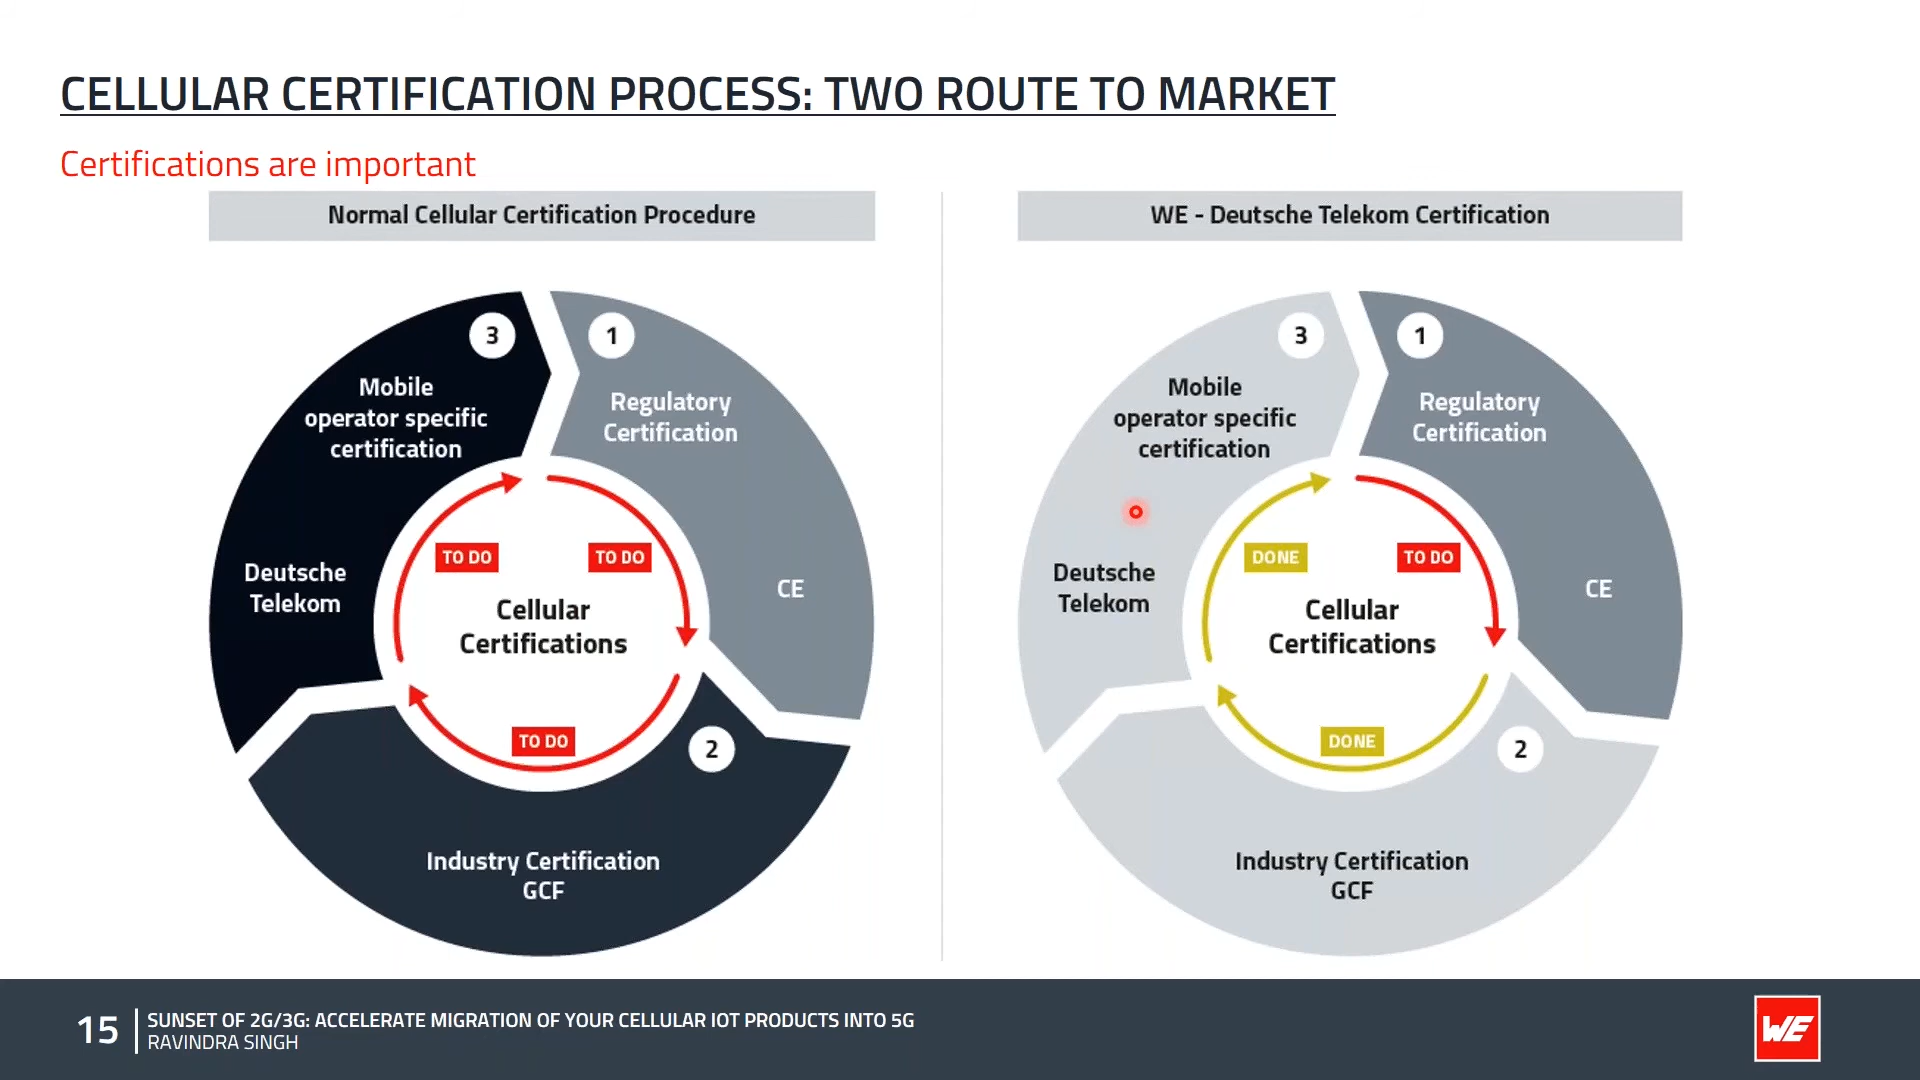 CELLULAR CERTIFICATION PROCESS: TWO ROUTE TO MARKET
Certifications are important
Normal Cellular Certification Procedure
3
1
Mobile
operator specific
certification
Regulatory
Certification
TO DO
TO DO
Deutsche
Telekom
CE
Cellular
Certifications
TO DO
2
Industry Certification
GCF
WE - Deutsche Telekom Certification
3
1
Mobile
operator specific
certification
Regulatory
Certification
DONE
TO DO
Deutsche
Telekom
CE
Cellular
Certifications
DONE
2
Industry Certification
GCF
15
SUNSET OF 2G/3G: ACCELERATE MIGRATION OF YOUR CELLULAR IOT PRODUCTS INTO 5G
RAVINDRA SINGH
WE